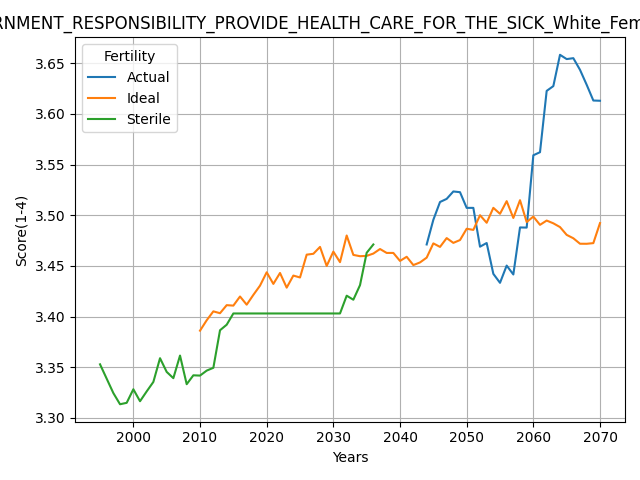 RNMENT_RESPONSIBILITY_PROVIDE_HEALTH_CARE_FOR_THE_SICK_White_Fem
Fertility
Actual
Ideal
Sterile
Score(1-4)
3.65
3.60
3.55
3.50
3.45
3.40
3.35
3.30
2000 2010 2020 2030 2040 2050 2060 2070
Years